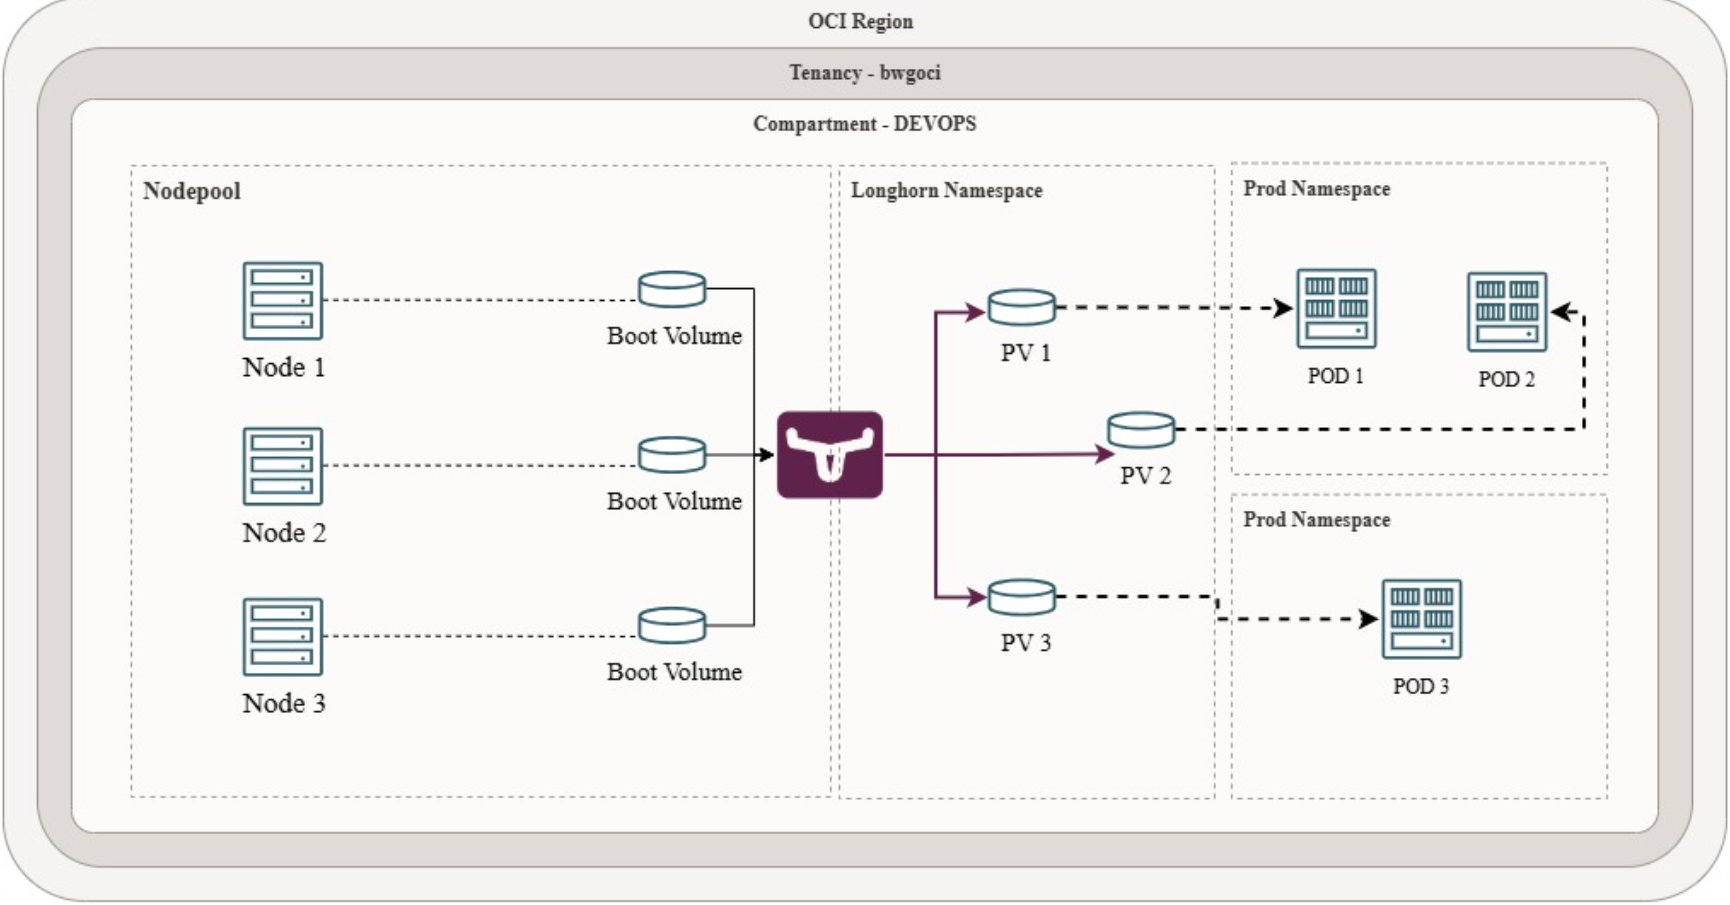 OCI Region
Tenancy - bwgoci
Compartment - DEVOPS
Nodepool
Node 1
Boot Volume
Node 2
Boot Volume
Node 3
Boot Volume
Longhorn Namespace
PV 1
PV 2
PV 3
Prod Namespace
POD 1
POD 2
Prod Namespace
POD 3